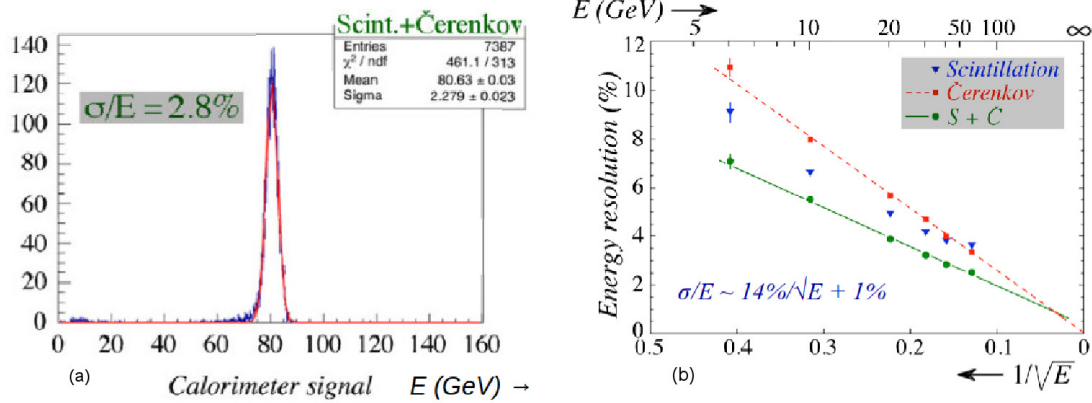 Scint.+Čerenkov
Entries 7387
χ² / ndf 461.1 / 313
Mean 80.63 ± 0.03
Sigma 2.279 ± 0.023
σ/E = 2.8%
140
120
100
80
60
40
20
0
0 20 40 60 80 100 120 140 160
(a)
Calorimeter signal E (GeV) →
E (GeV) →
5 10 20 30 50 100 ∞
Energy resolution (%)
12
10
8
6
4
2
0
Scintillation
Čerenkov
S + Č
σ/E ~ 14%/√E + 1%
0.5 0.4 0.3 0.2 0.1 0
(b)
← 1/√E